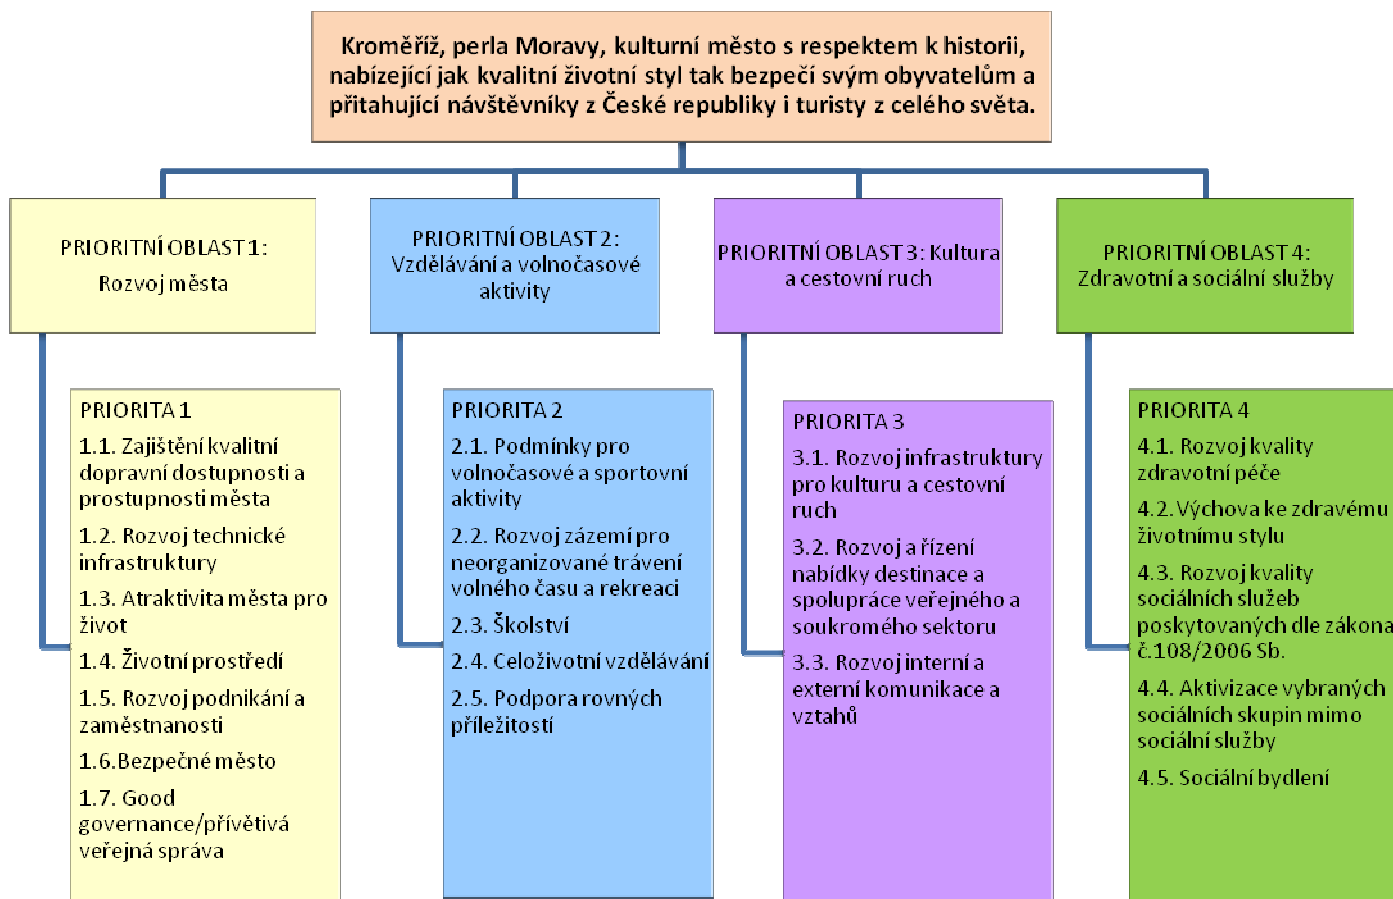 Kroměříž, perla Moravy, kulturní město s respektem k historii,
nabízející jak kvalitní životní styl tak bezpečí svým obyvatelům a
přitahující návštěvníky z České republiky i turisty z celého světa.
PRIORITNÍ OBLAST 1:
Rozvoj města
PRIORITNÍ OBLAST 2:
Vzdělávání a volnočasové
aktivity
PRIORITNÍ OBLAST 3: Kultura
a cestovní ruch
PRIORITNÍ OBLAST 4:
Zdravotní a sociální služby
PRIORITA 1
1.1. Zajištění kvalitní
dopravní dostupnosti a
prostupnosti města
1.2. Rozvoj technické
infrastruktury
1.3. Atraktivita města pro
život
1.4. Životní prostředí
1.5. Rozvoj podnikání a
zaměstnanosti
1.6.Bezpečné město
1.7. Good
governance/přívětivá
veřejná správa
PRIORITA 2
2.1. Podmínky pro
volnočasové a sportovní
aktivity
2.2. Rozvoj zázemí pro
neorganizované trávení
volného času a rekreaci
2.3. Školství
2.4. Celoživotní vzdělávání
2.5. Podpora rovných
příležitostí
PRIORITA 3
3.1. Rozvoj infrastruktury
pro kulturu a cestovní
ruch
3.2. Rozvoj a řízení
nabídky destinace a
spolupráce veřejného a
soukromého sektoru
3.3. Rozvoj interní a
externí komunikace a
vztahů
PRIORITA 4
4.1. Rozvoj kvality
zdravotní péče
4.2.Výchova ke zdravému
životnímu stylu
4.3. Rozvoj kvality
sociálních služeb
poskytovaných dle zákona
č.108/2006 Sb.
4.4. Aktivizace vybraných
sociálních skupin mimo
sociální služby
4.5. Sociální bydlení